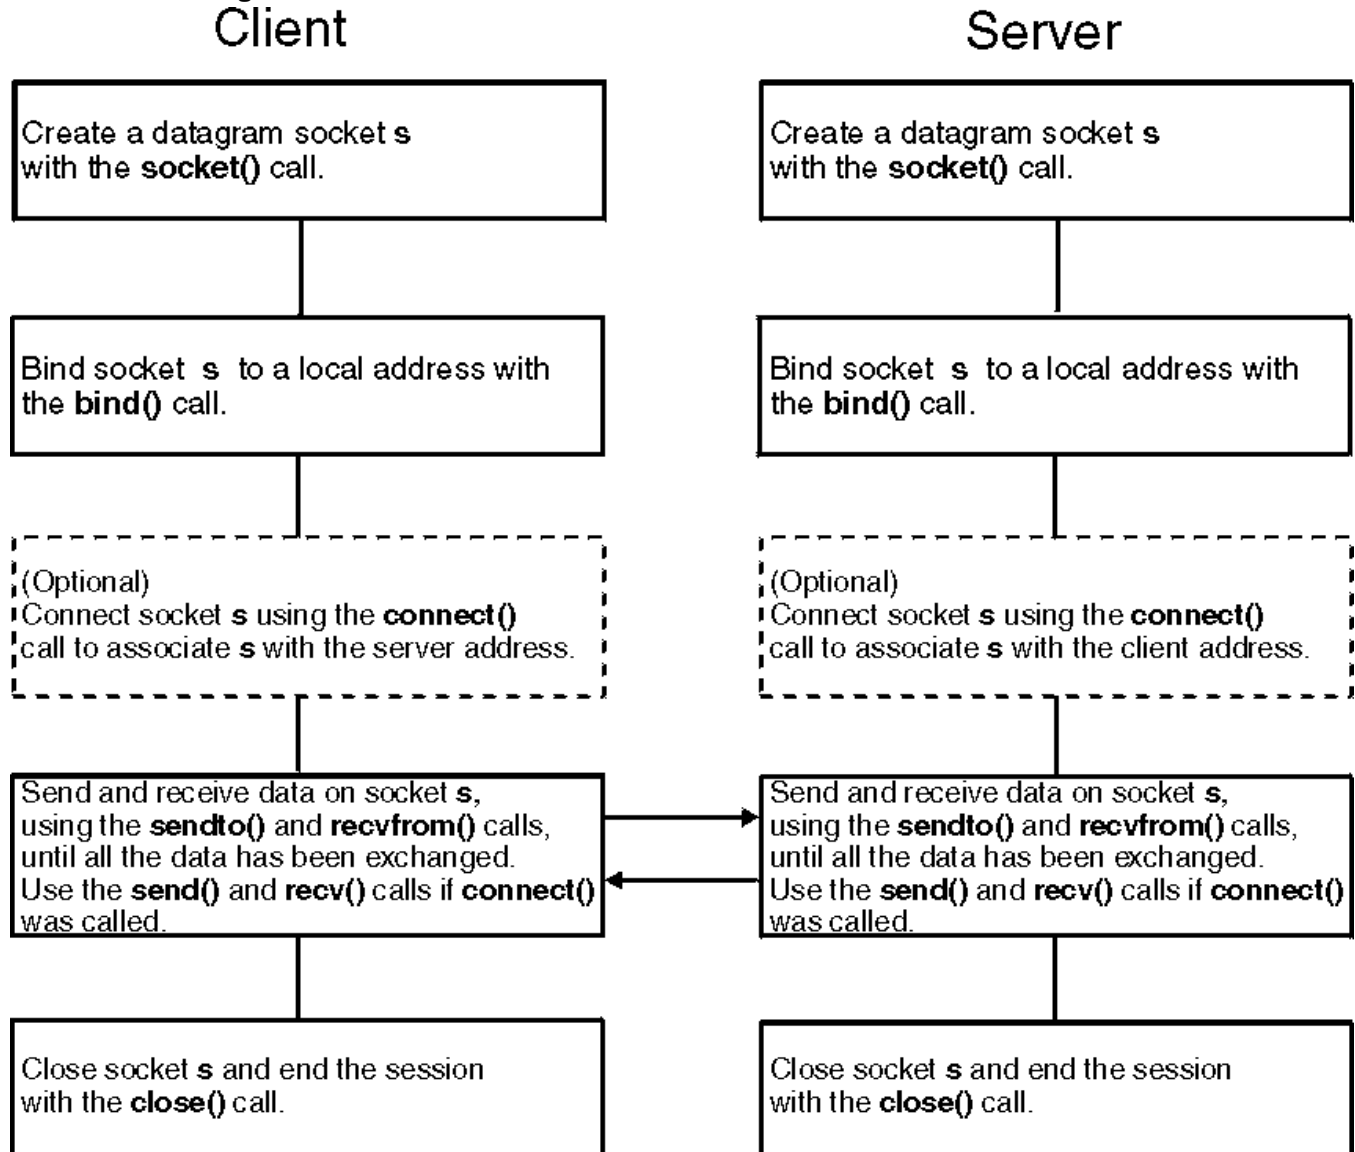 Client
Create a datagram socket s
with the socket() call.
Bind socket s to a local address with
the bind() call.
(Optional)
Connect socket s using the connect()
call to associate s with the server address.
Send and receive data on socket s,
using the sendto() and recvfrom() calls,
until all the data has been exchanged.
Use the send() and recv() calls if connect()
was called.
Close socket s and end the session
with the close() call.
Server
Create a datagram socket s
with the socket() call.
Bind socket s to a local address with
the bind() call.
(Optional)
Connect socket s using the connect()
call to associate s with the client address.
Send and receive data on socket s,
using the sendto() and recvfrom() calls,
until all the data has been exchanged.
Use the send() and recv() calls if connect()
was called.
Close socket s and end the session
with the close() call.